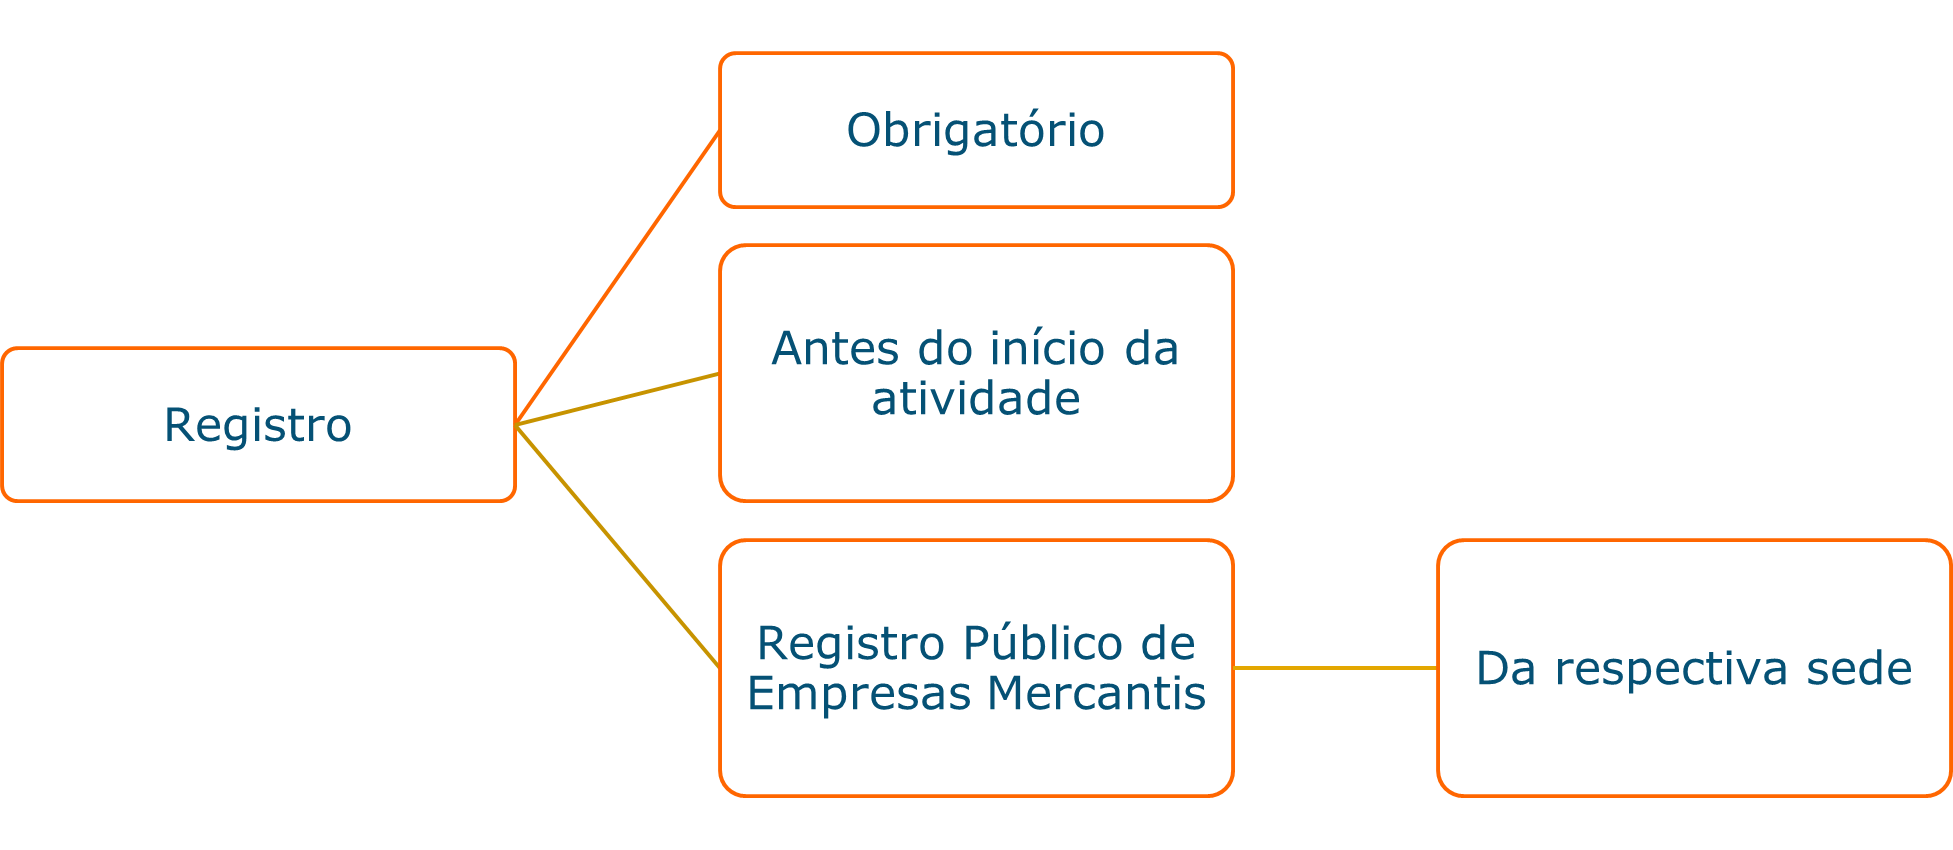 Registro
Obrigatório
Antes do início da
atividade
Registro Público de
Empresas Mercantis
Da respectiva sede